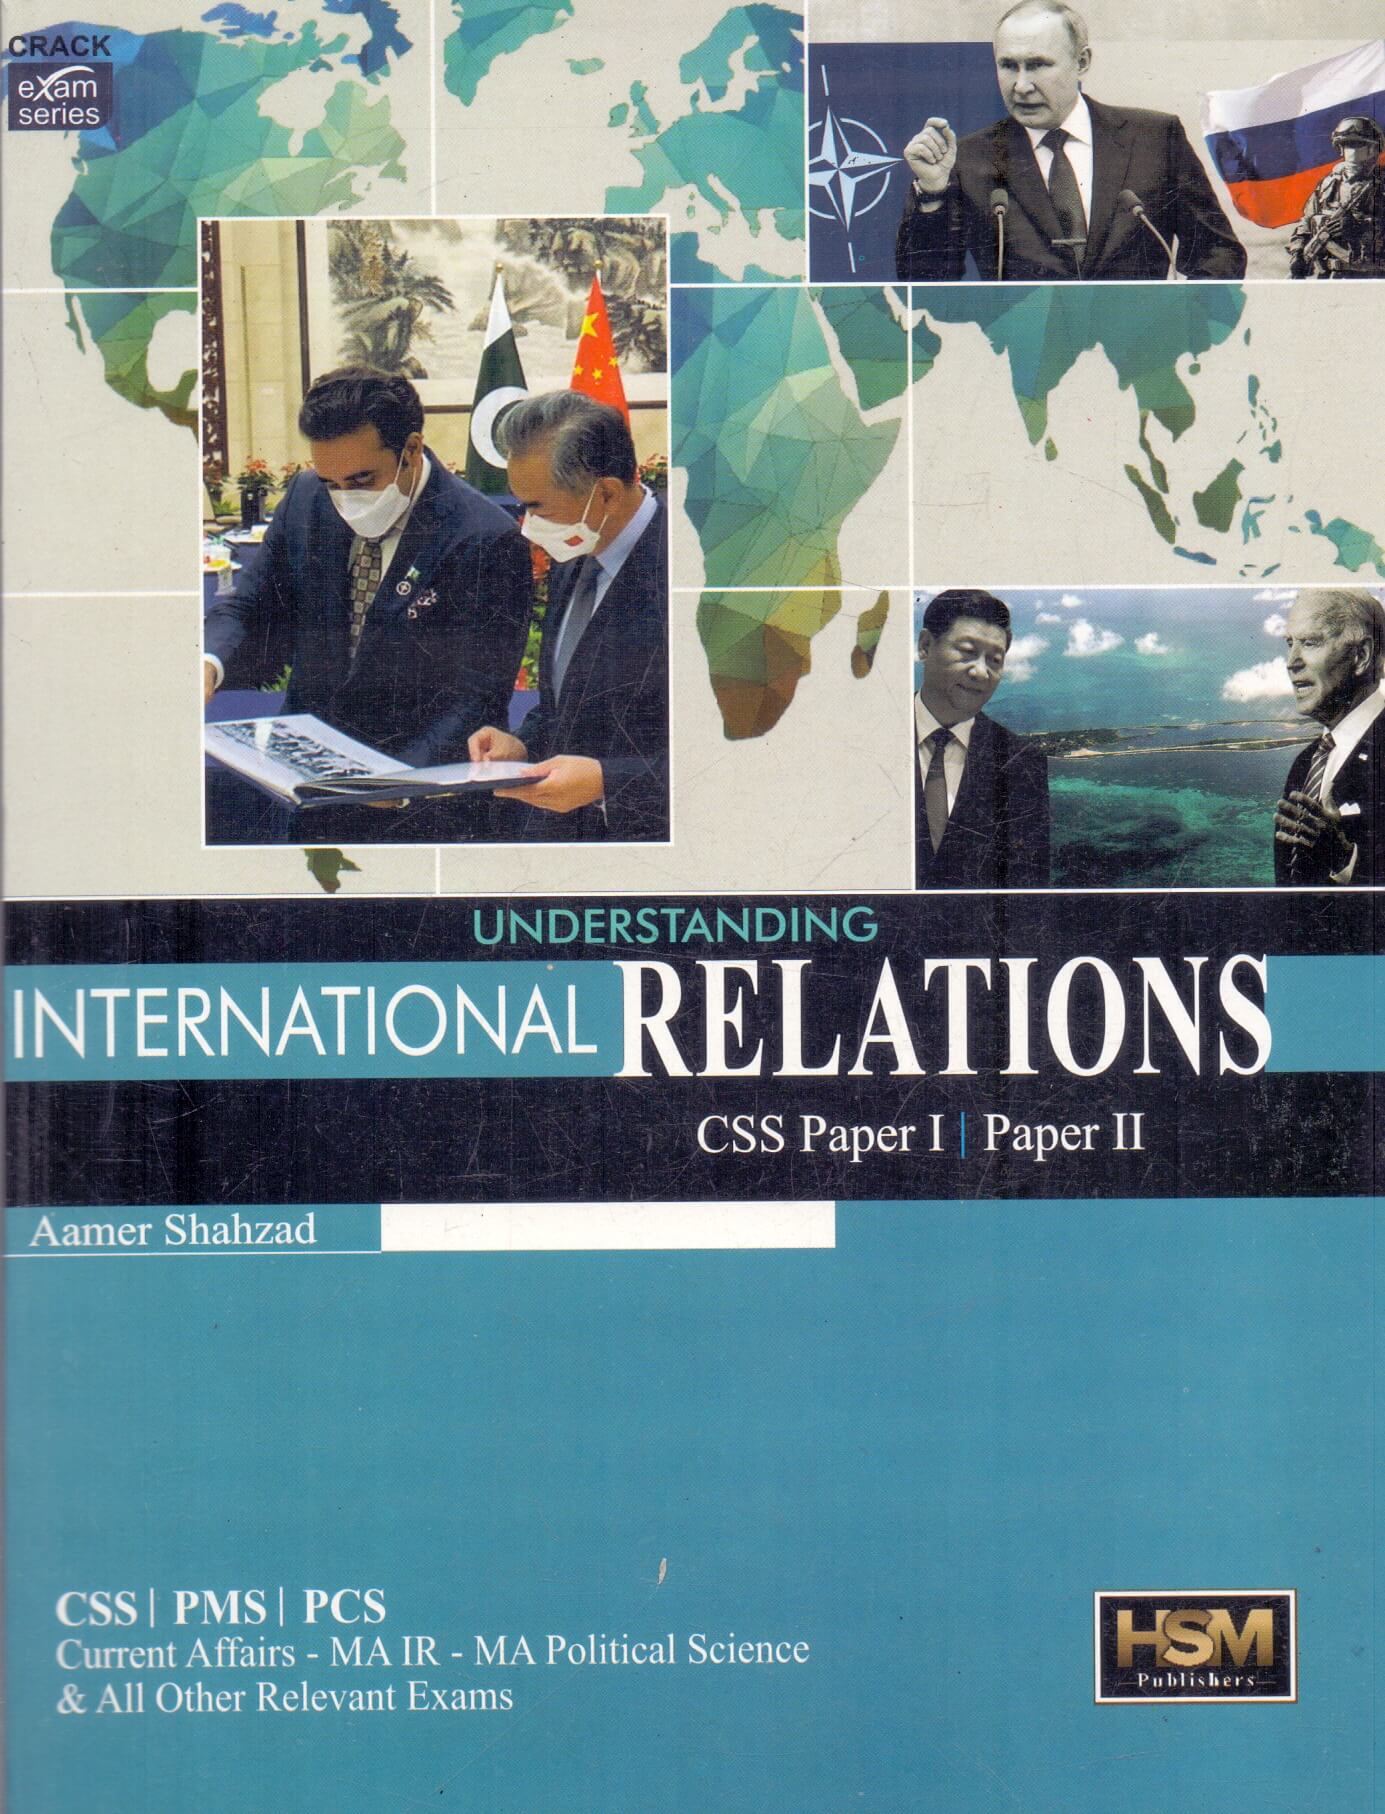 CRACK
eXam
series
UNDERSTANDING
INTERNATIONAL RELATIONS
CSS Paper I | Paper II
Aamer Shahzad
CSS | PMS | PCS
Current Affairs - MA IR - MA Political Science
& All Other Relevant Exams
HSM
Publishers